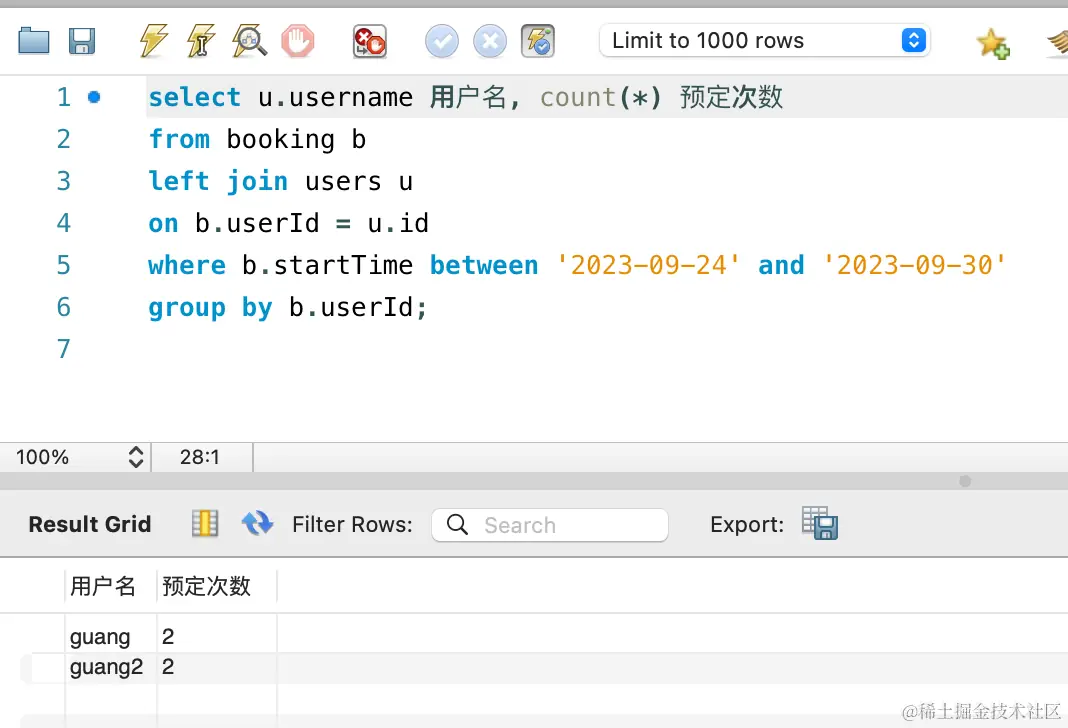 Limit to 1000 rows
1 select u.username 用户名, count(*) 预定次数
2 from booking b
3 left join users u
4 on b.userId = u.id
5 where b.startTime between '2023-09-24' and '2023-09-30'
6 group by b.userId;
7
100% 28:1
Result Grid Filter Rows: Search Export:
用户名 预定次数
guang 2
guang2 2
@稀土掘金技术社区